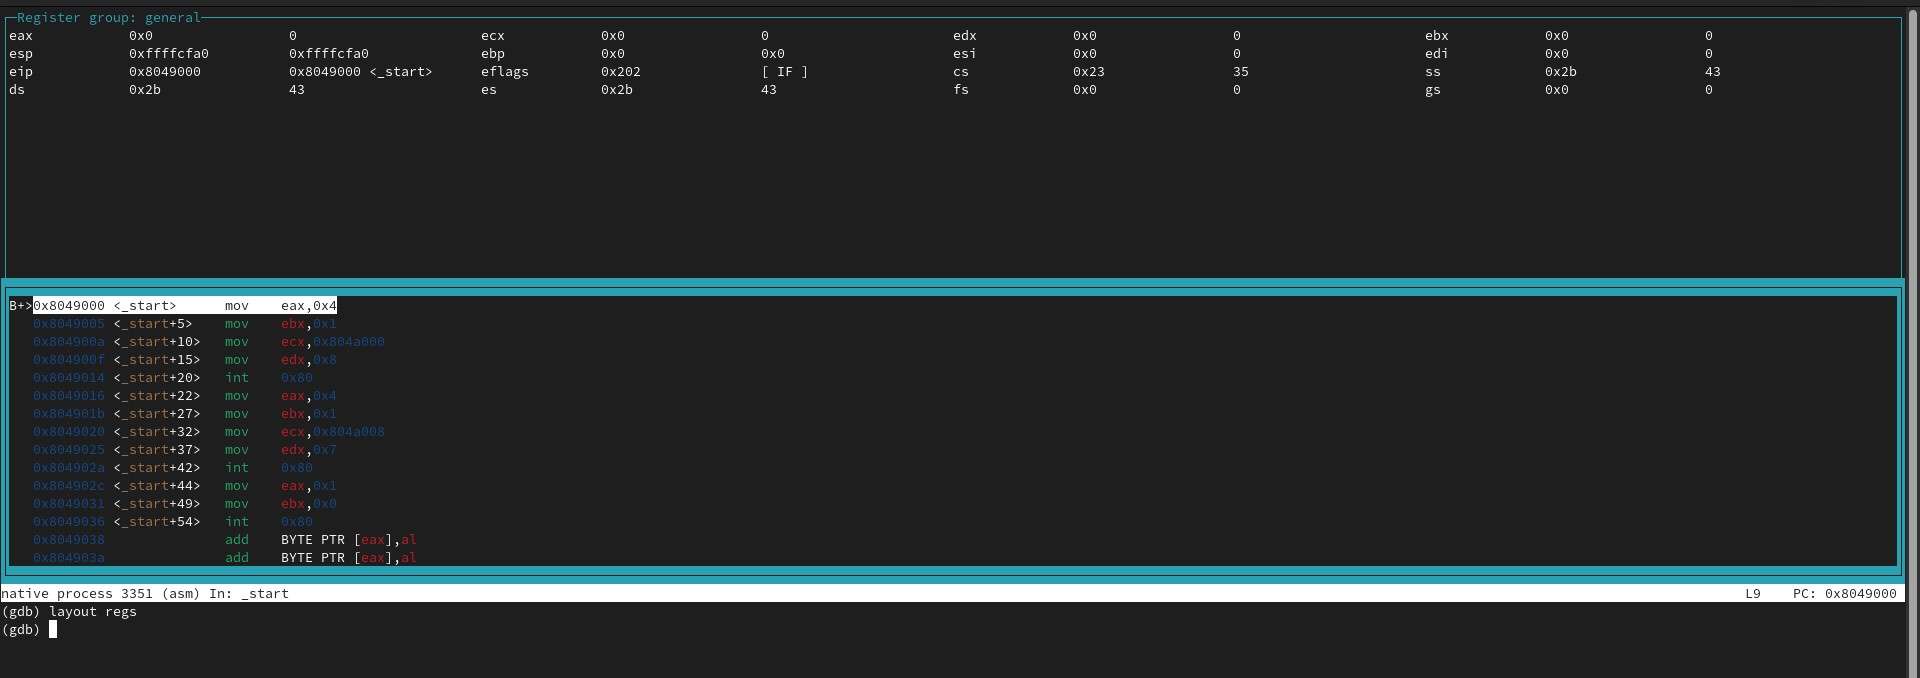 Register group: general
eax 0x0 0 ecx 0x0 0 edx 0x0 0 ebx 0x0 0
esp 0xffffcfa0 0xffffcfa0 ebp 0x0 0x0 esi 0x0 0 edi 0x0 0
eip 0x8049000 0x8049000 <_start> eflags 0x202 [ IF ] cs 0x23 35 ss 0x2b 43
ds 0x2b 43 es 0x2b 43 fs 0x0 0 gs 0x0 0
B+>0x8049000 <_start> mov eax,0x4
0x8049005 <_start+5> mov ebx,0x1
0x804900a <_start+10> mov ecx,0x804a000
0x804900f <_start+15> mov edx,0x8
0x8049014 <_start+20> int 0x80
0x8049016 <_start+22> mov eax,0x4
0x804901b <_start+27> mov ebx,0x1
0x8049020 <_start+32> mov ecx,0x804a008
0x8049025 <_start+37> mov edx,0x7
0x804902a <_start+42> int 0x80
0x804902c <_start+44> mov eax,0x1
0x8049031 <_start+49> mov ebx,0x0
0x8049036 <_start+54> int 0x80
0x8049038 add BYTE PTR [eax],al
0x804903a add BYTE PTR [eax],al
native process 3351 (asm) In: _start L9 PC: 0x8049000
(gdb) layout regs
(gdb)